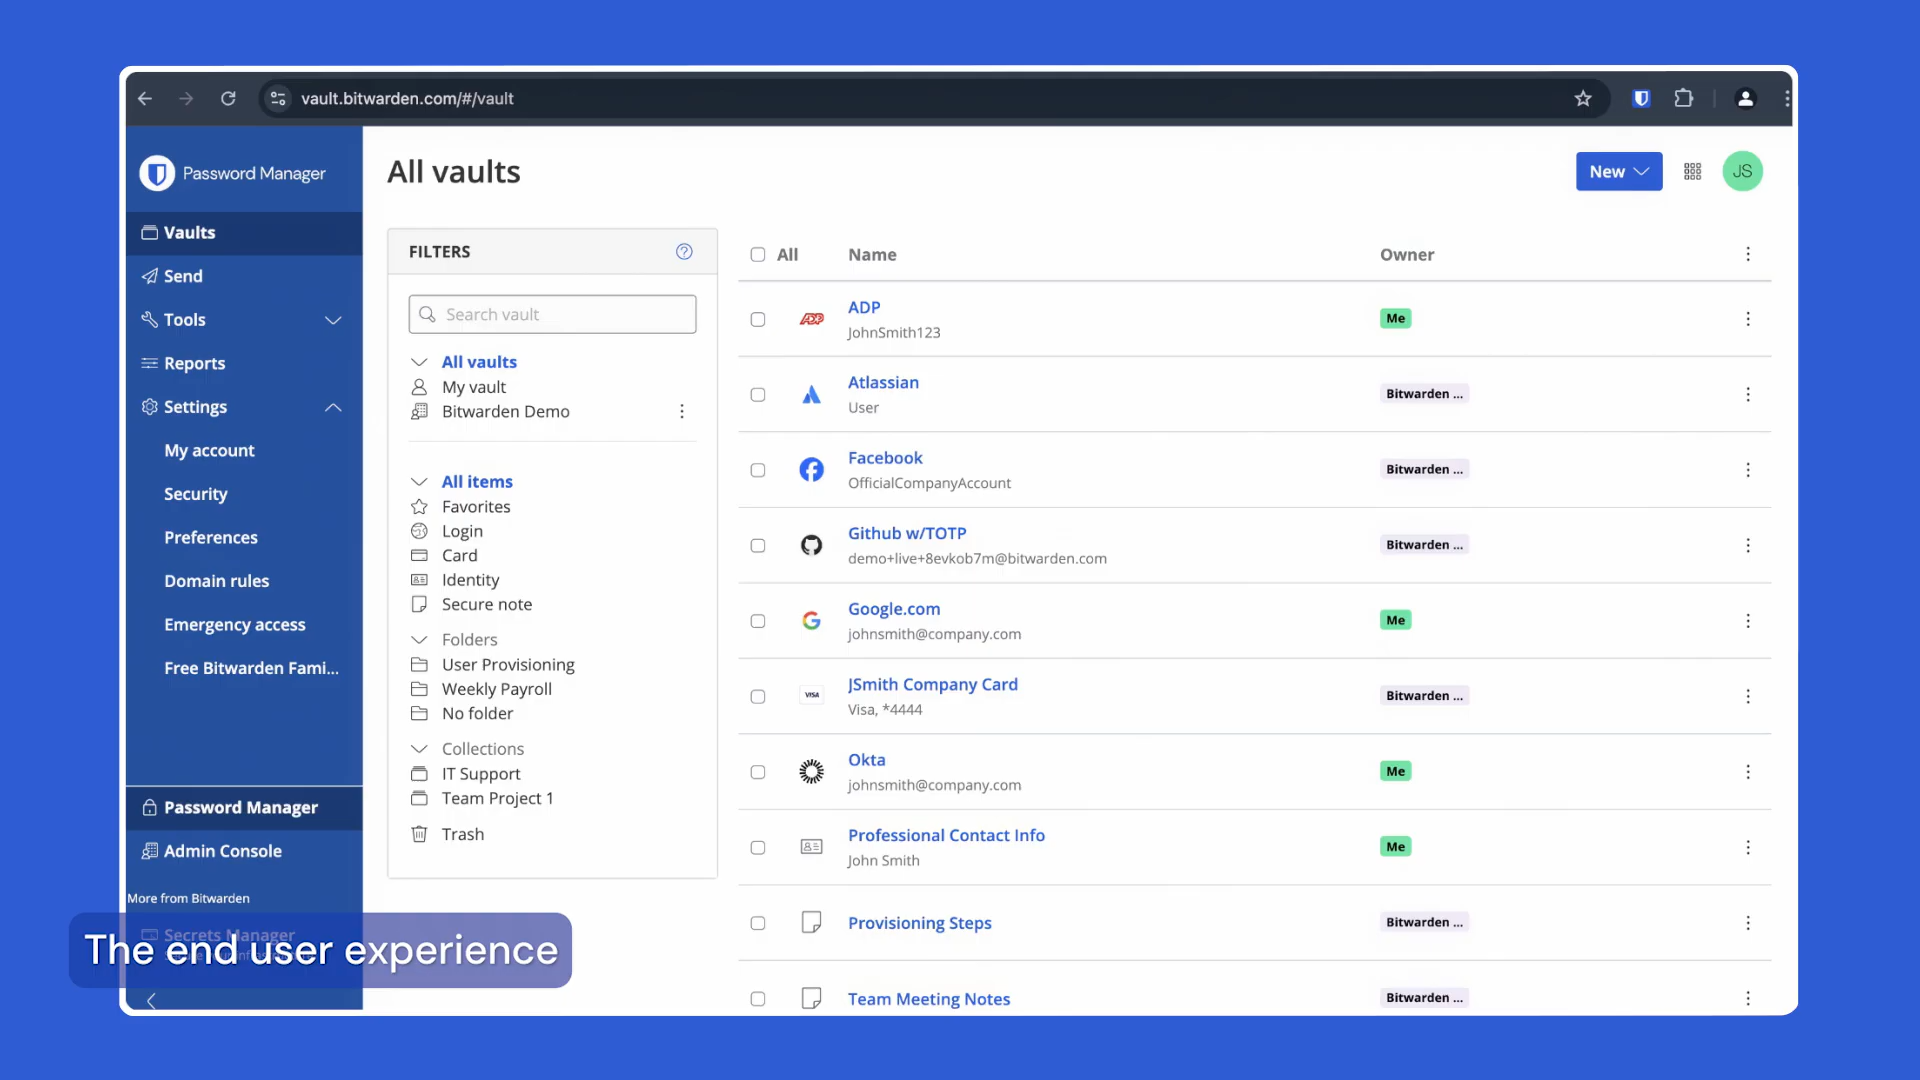 vault.bitwarden.com/#/vault
Password Manager
Vaults
Send
Tools
Reports
Settings
My account
Security
Preferences
Domain rules
Emergency access
Free Bitwarden Fami...
Password Manager
Admin Console
More from Bitwarden
Secrets Manager
The end user experience
All vaults
New
JS
FILTERS
Search vault
All vaults
My vault
Bitwarden Demo
All items
Favorites
Login
Card
Identity
Secure note
Folders
User Provisioning
Weekly Payroll
No folder
Collections
IT Support
Team Project 1
Trash
All Name Owner
ADP
ADP
JohnSmith123
Me
Atlassian
User
Bitwarden ...
Facebook
OfficialCompanyAccount
Bitwarden ...
Github w/TOTP
demo+live+8evkob7m@bitwarden.com
Bitwarden ...
Google.com
johnsmith@company.com
Me
VISA
JSmith Company Card
Visa, *4444
Bitwarden ...
Okta
johnsmith@company.com
Me
Professional Contact Info
John Smith
Me
Provisioning Steps
Bitwarden ...
Team Meeting Notes
Bitwarden ...